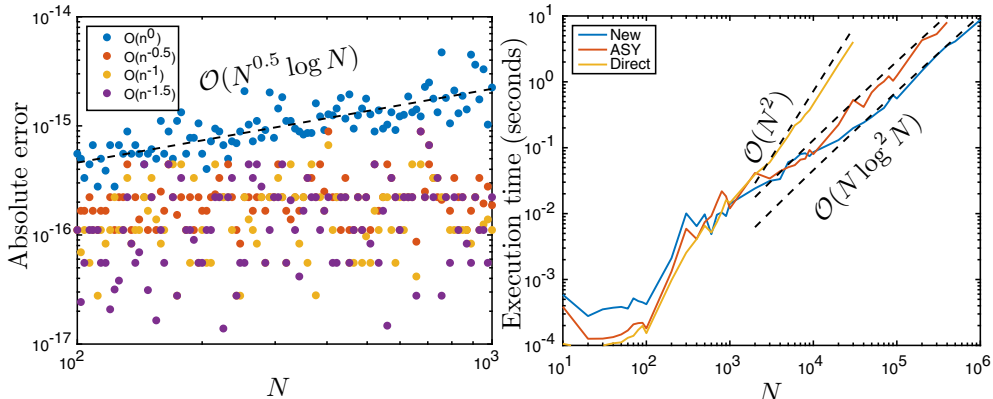 10^-14
10^-15
10^-16
10^-17
Absolute error
O(n^0)
O(n^-0.5)
O(n^-1)
O(n^-1.5)
𝒪(N^0.5 log N)
10^2
10^3
N
10^1
10^0
10^-1
10^-2
10^-3
10^-4
Execution time (seconds)
New
ASY
Direct
𝒪(N^2)
𝒪(N log^2 N)
10^1
10^2
10^3
10^4
10^5
10^6
N